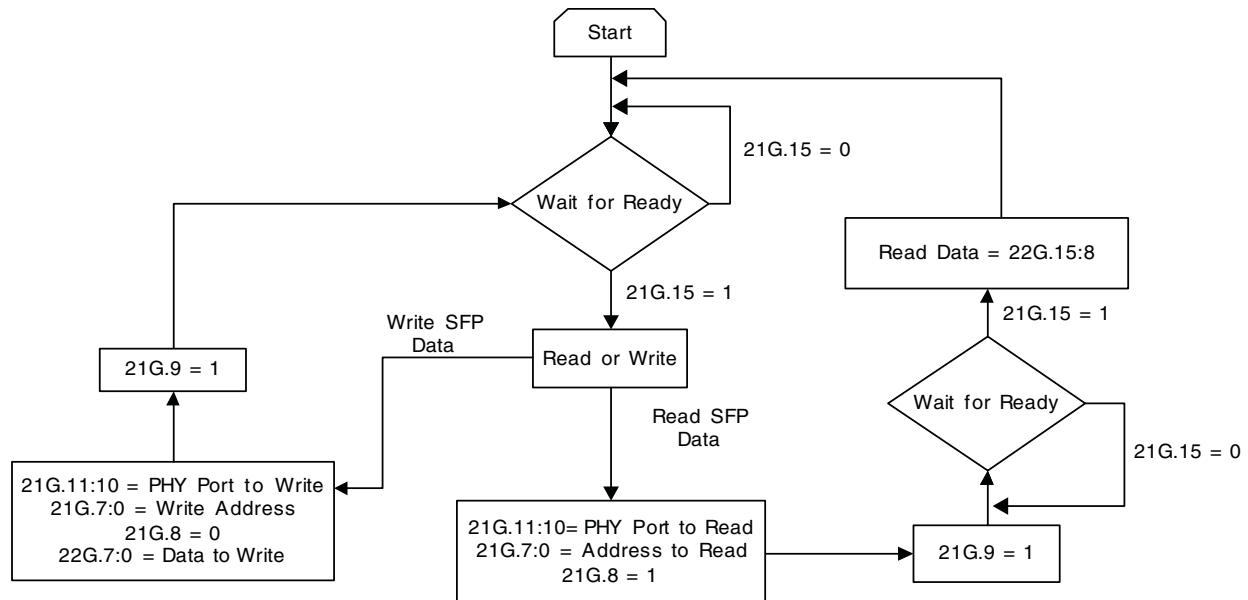 Start
21G.15 = 0
Wait for Ready
21G.15 = 1
Read or Write
Write SFP
Data
21G.9 = 1
21G.11:10 = PHY Port to Write
21G.7:0 = Write Address
21G.8 = 0
22G.7:0 = Data to Write
Read SFP
Data
21G.11:10= PHY Port to Read
21G.7:0 = Address to Read
21G.8 = 1
21G.9 = 1
21G.15 = 0
Wait for Ready
21G.15 = 1
Read Data = 22G.15:8